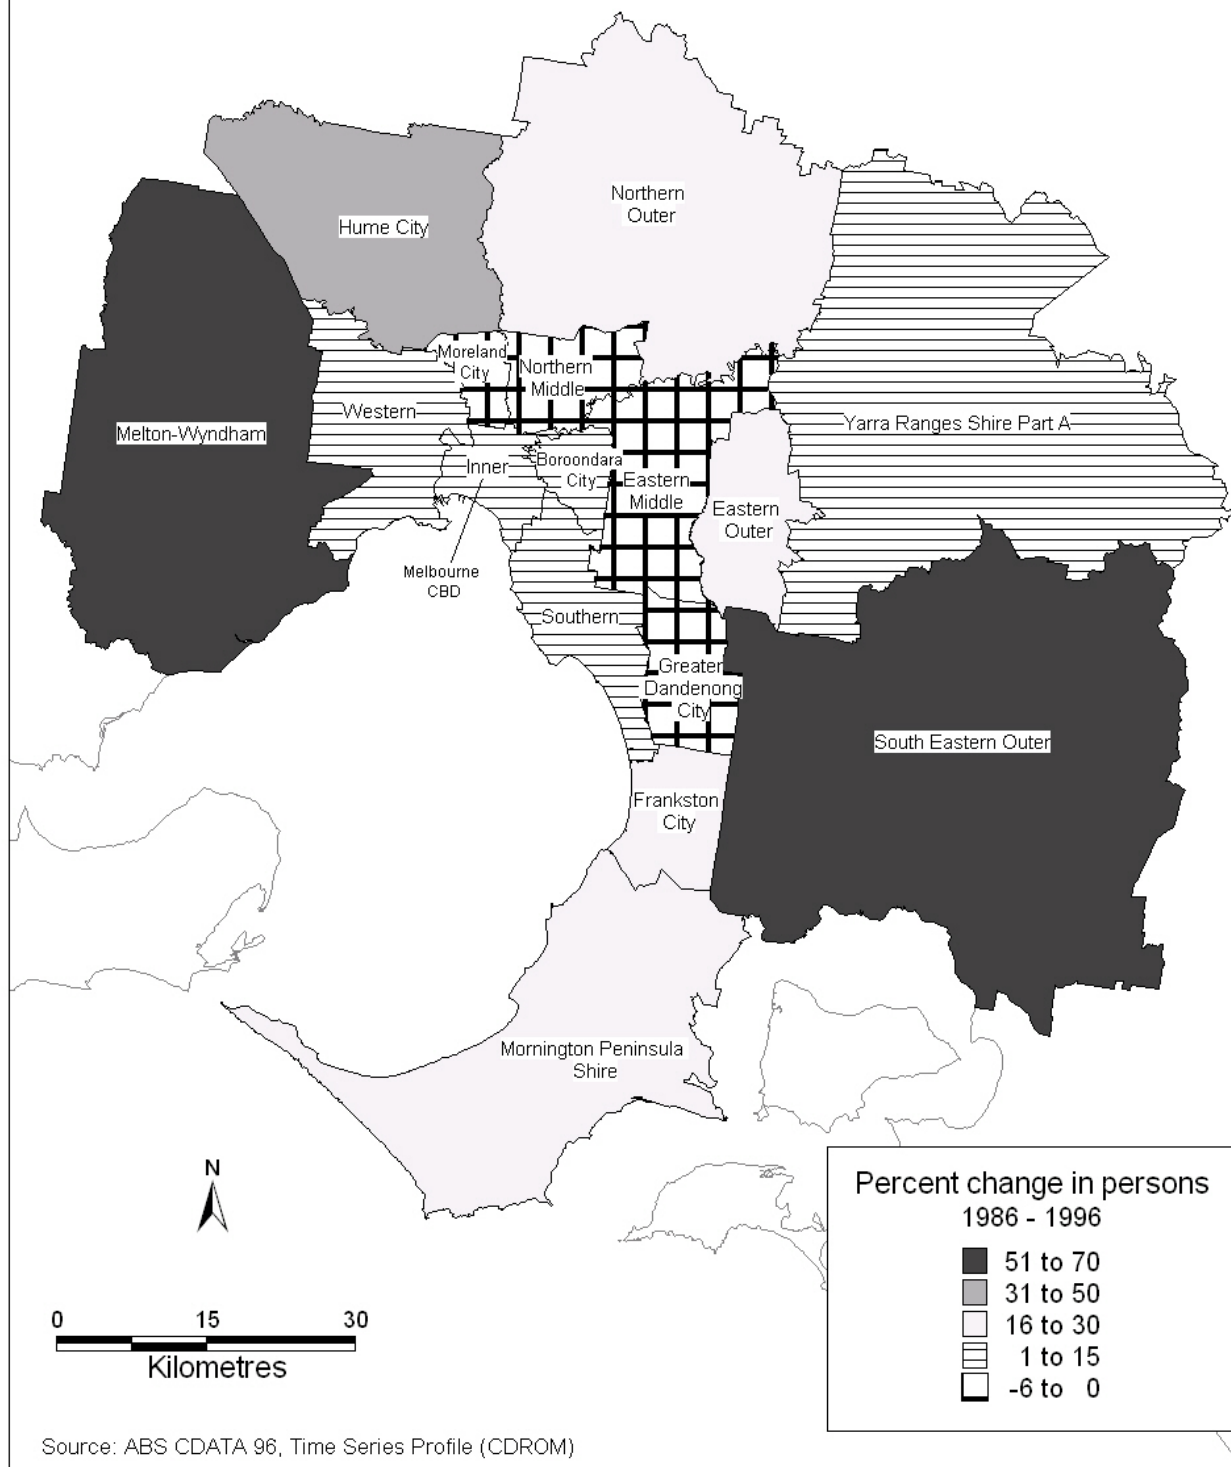 Northern
Outer
Hume City
Moreland
City
Northern
Middle
Western
Yarra Ranges Shire Part A
Melton-Wyndham
Inner
Boroondara
City
Eastern
Middle
Eastern
Outer
Melbourne
CBD
Southern
Greater
Dandenong
City
South Eastern Outer
Frankston
City
Mornington Peninsula
Shire
N
0 15 30
Kilometres
Percent change in persons
1986 - 1996
51 to 70
31 to 50
16 to 30
1 to 15
-6 to 0
Source: ABS CDATA 96, Time Series Profile (CDROM)